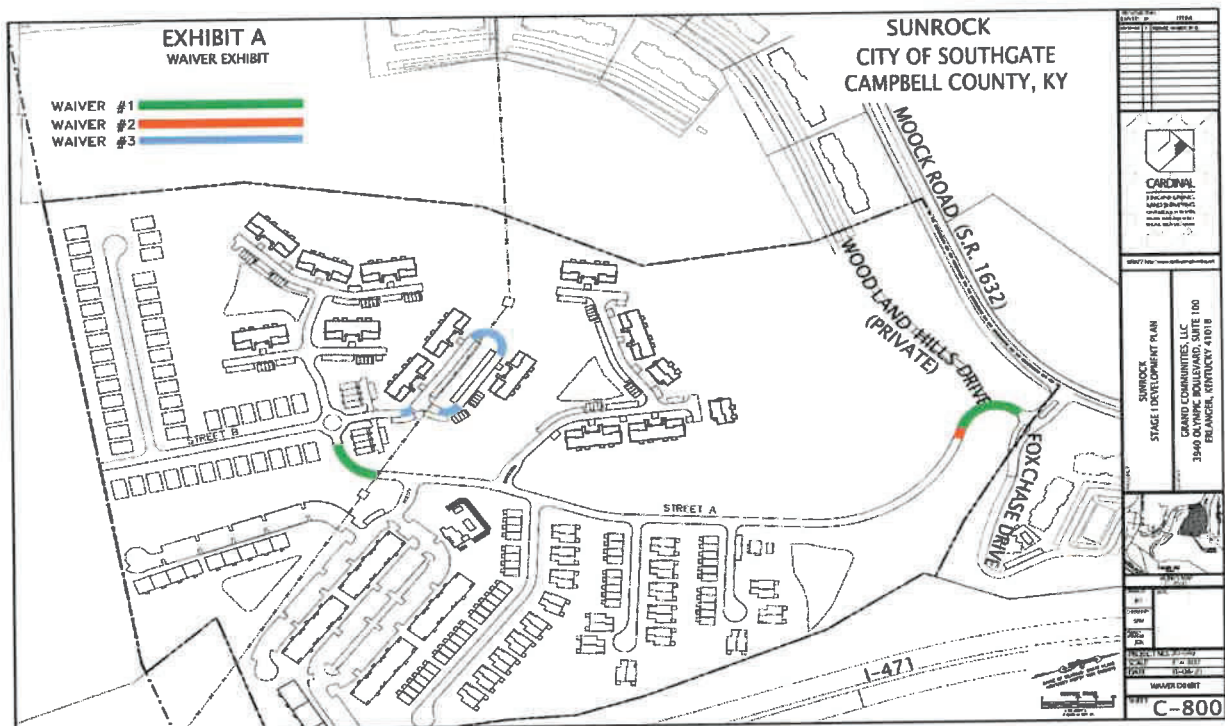 EXHIBIT A
WAIVER EXHIBIT
WAIVER #1
WAIVER #2
WAIVER #3
SUNROCK
CITY OF SOUTHGATE
CAMPBELL COUNTY, KY
MOOCK ROAD (S.R. 1632)
WOODLAND HILLS DRIVE
(PRIVATE)
FOX CHASE DRIVE
STREET B
STREET A
I-471
CARDINAL
SUNROCK
STAGE I DEVELOPMENT PLAN
GRAND COMMUNITIES, LLC
3940 OLYMPIC BOULEVARD, SUITE 100
ERLANGER, KENTUCKY 41018
WAIVER EXHIBIT
C-800